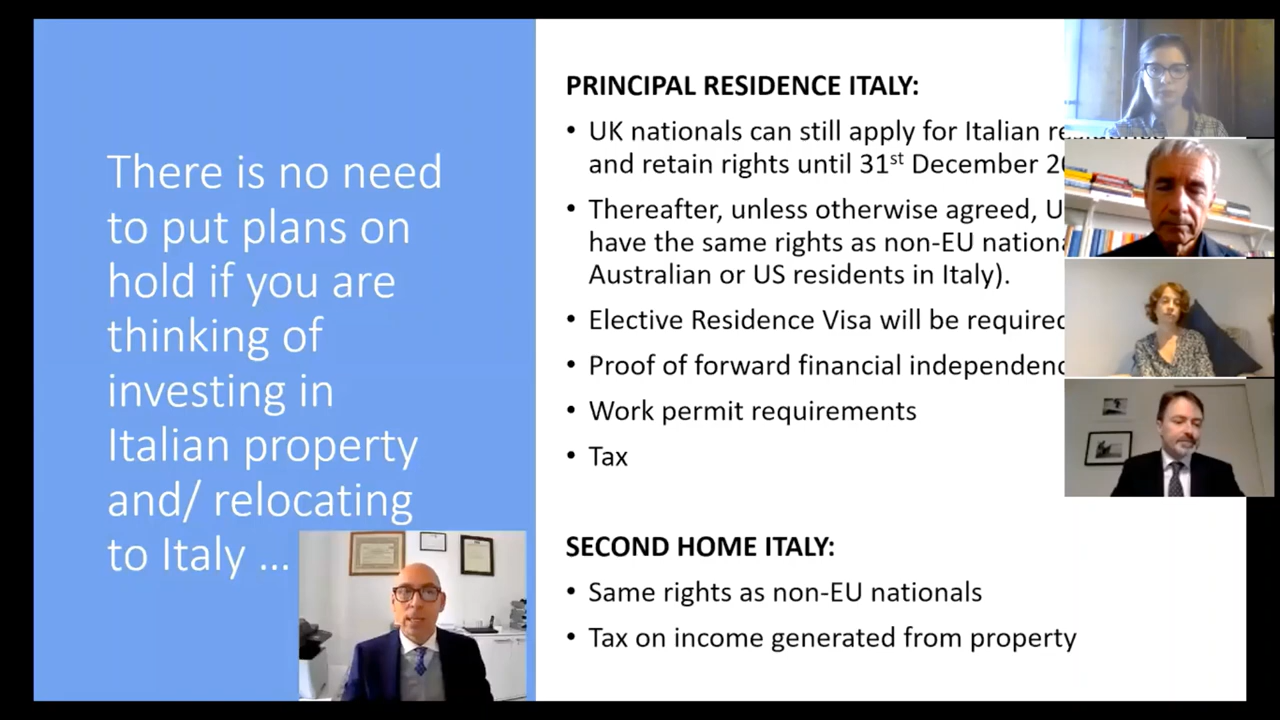 There is no need
to put plans on
hold if you are
thinking of
investing in
Italian property
and/ relocating
to Italy ...
PRINCIPAL RESIDENCE ITALY:
• UK nationals can still apply for Italian
and retain rights until 31st December
• Thereafter, unless otherwise agreed,
have the same rights as non-EU
Australian or US residents in Italy).
• Elective Residence Visa will be required
• Proof of forward financial
• Work permit requirements
• Tax
SECOND HOME ITALY:
• Same rights as non-EU nationals
• Tax on income generated from property